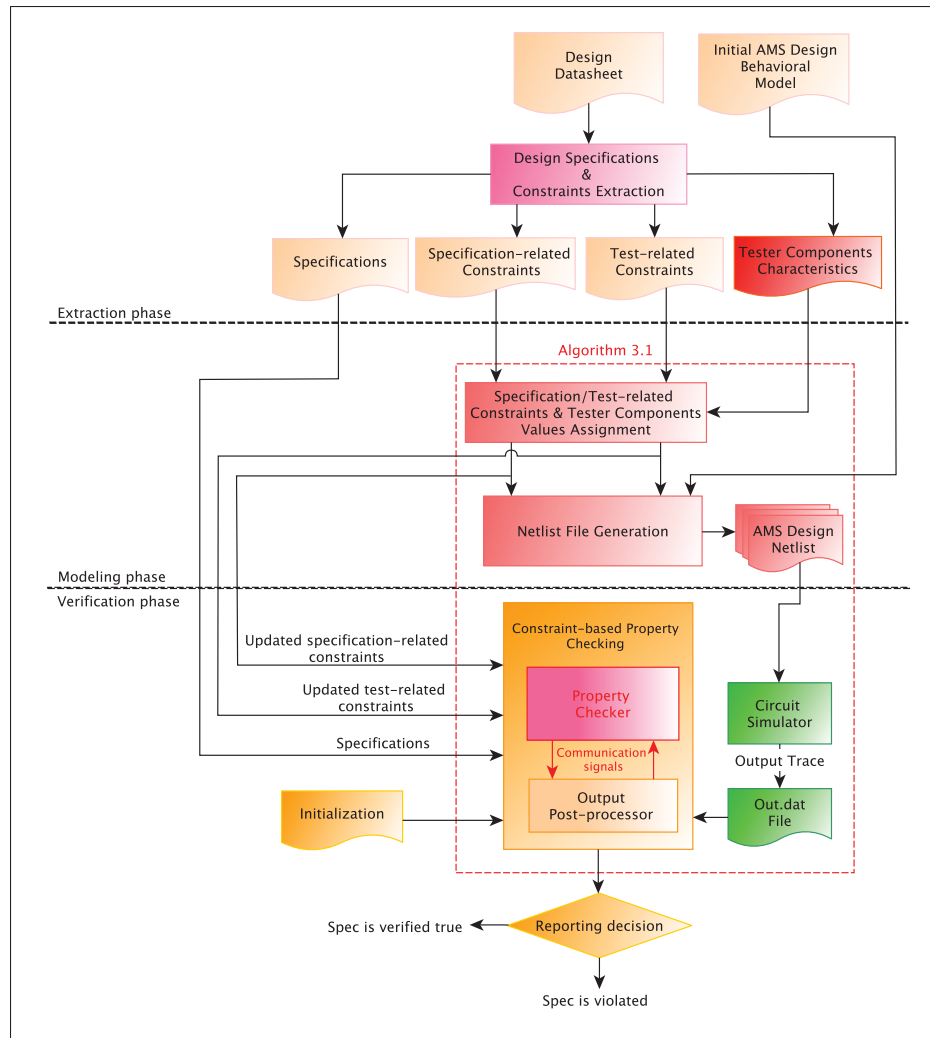 Design
Datasheet
Initial AMS Design
Behavioral
Model
Design Specifications
&
Constraints Extraction
Specifications
Specification-related
Constraints
Test-related
Constraints
Tester Components
Characteristics
Extraction phase
Algorithm 3.1
Specification/Test-related
Constraints & Tester Components
Values Assignment
Netlist File Generation
AMS Design
Netlist
Modeling phase
Verification phase
Constraint-based Property
Checking
Updated specification-related
constraints
Property
Checker
Updated test-related
constraints
Circuit
Simulator
Specifications
Communication
signals
Output Trace
Initialization
Output
Post-processor
Out.dat
File
Reporting decision
Spec is verified true
Spec is violated